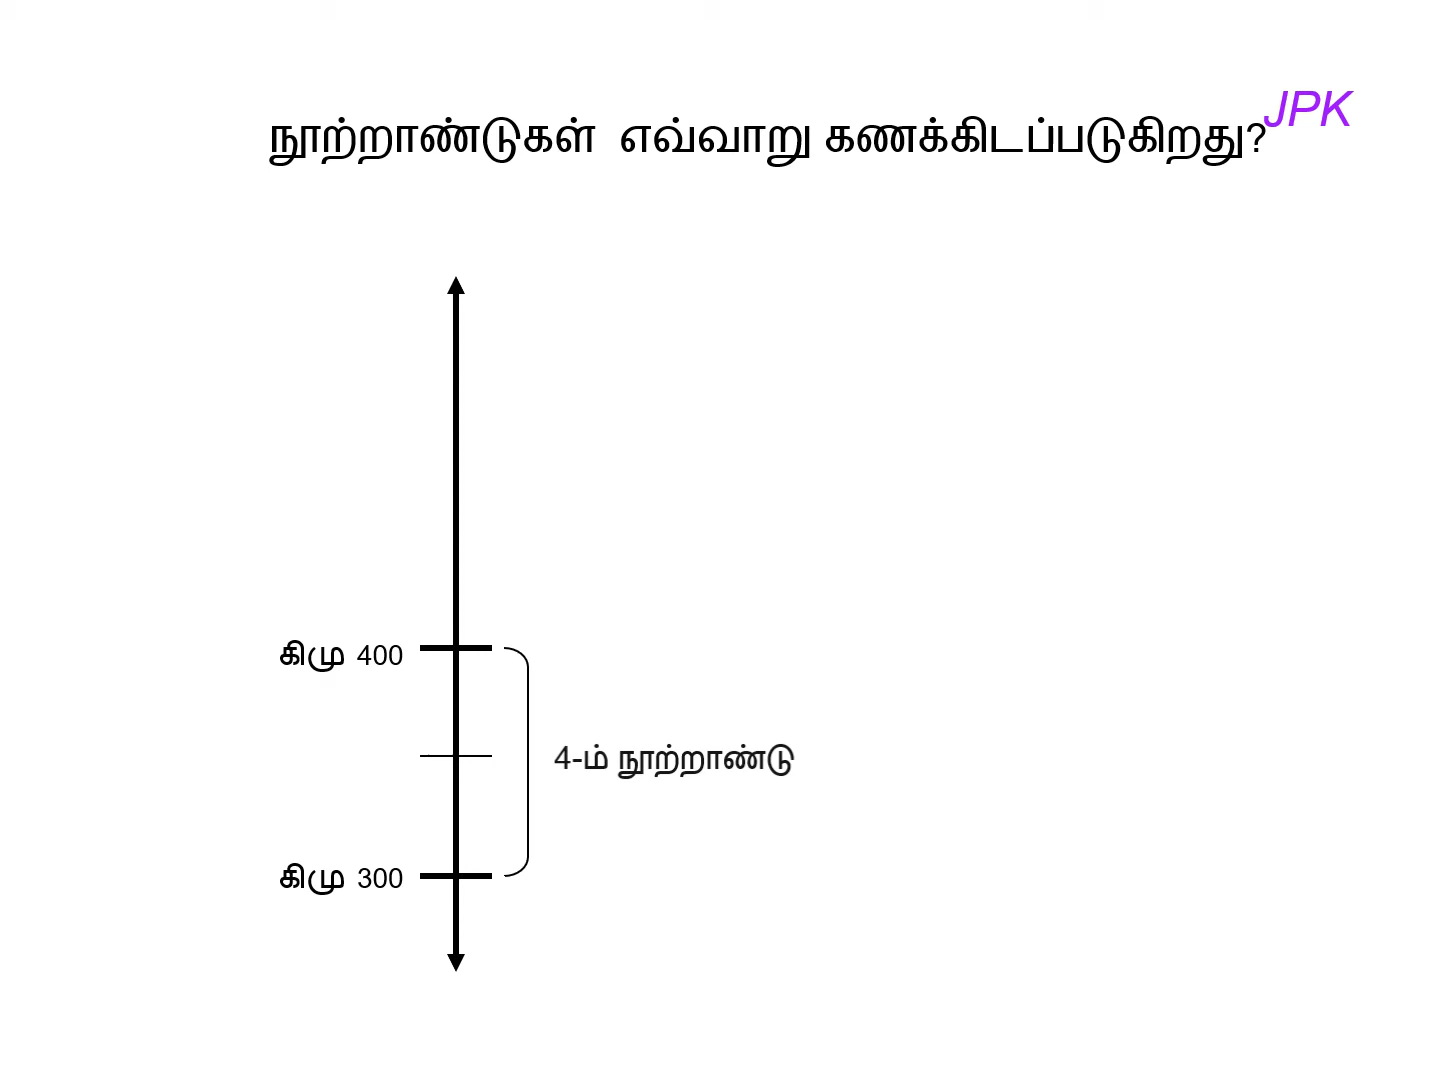 JPK
நூற்றாண்டுகள் எவ்வாறு கணக்கிடப்படுகிறது?
கிமு 400
4-ம் நூற்றாண்டு
கிமு 300